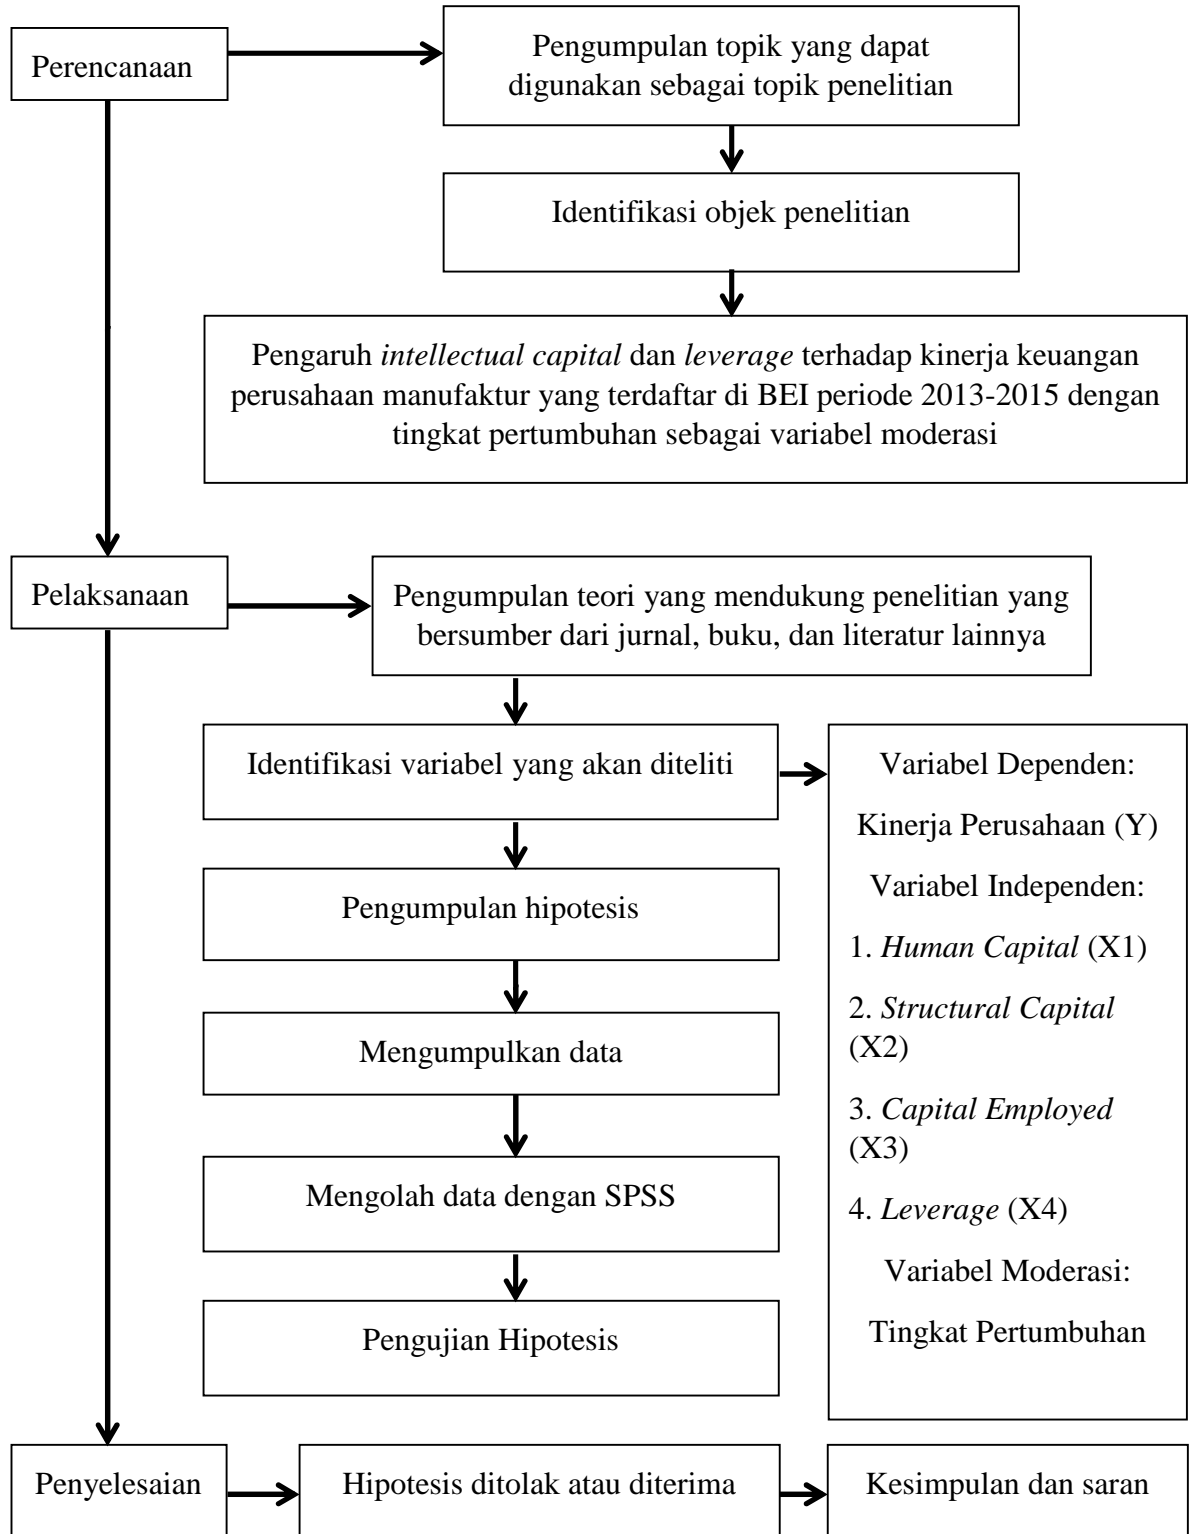 Perencanaan
Pengumpulan topik yang dapat
digunakan sebagai topik penelitian
Identifikasi objek penelitian
Pengaruh intellectual capital dan leverage terhadap kinerja keuangan
perusahaan manufaktur yang terdaftar di BEI periode 2013-2015 dengan
tingkat pertumbuhan sebagai variabel moderasi
Pelaksanaan
Pengumpulan teori yang mendukung penelitian yang
bersumber dari jurnal, buku, dan literatur lainnya
Identifikasi variabel yang akan diteliti
Variabel Dependen:
Kinerja Perusahaan (Y)
Variabel Independen:
1. Human Capital (X1)
2. Structural Capital
(X2)
3. Capital Employed
(X3)
4. Leverage (X4)
Variabel Moderasi:
Tingkat Pertumbuhan
Pengumpulan hipotesis
Mengumpulkan data
Mengolah data dengan SPSS
Pengujian Hipotesis
Penyelesaian
Hipotesis ditolak atau diterima
Kesimpulan dan saran